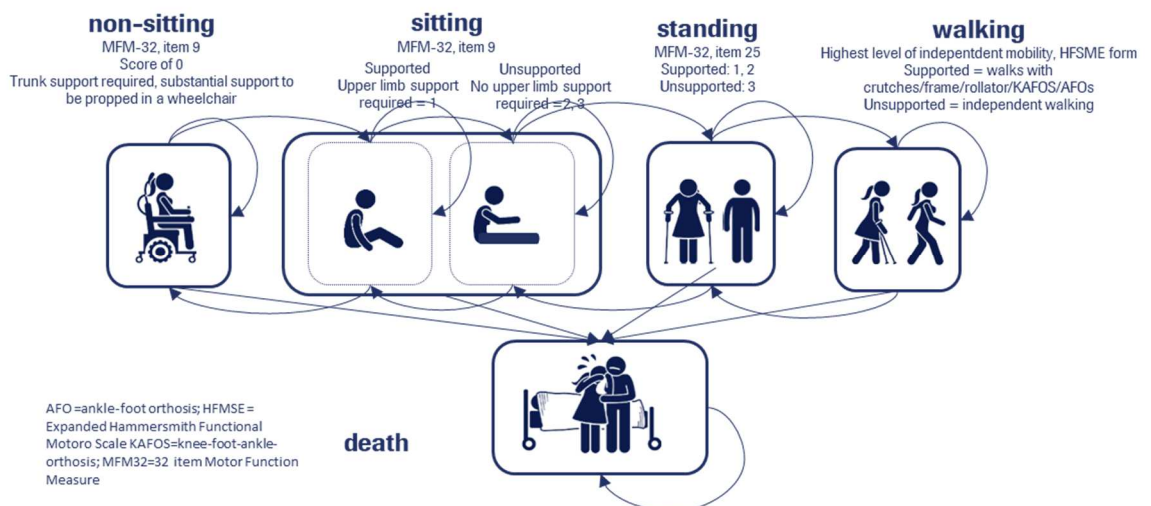 non-sitting
MFM-32, item 9
Score of 0
Trunk support required, substantial support to
be propped in a wheelchair
sitting
MFM-32, item 9
Supported
Upper limb support
required = 1
Unsupported
No upper limb support
required =2, 3
standing
MFM-32, item 25
Supported: 1, 2
Unsupported: 3
walking
Highest level of indepentdent mobility, HFSME form
Supported = walks with
crutches/frame/rollator/KAFOS/AFOs
Unsupported = independent walking
AFO =ankle-foot orthosis; HFMSE =
Expanded Hammersmith Functional
Motoro Scale KAFOS=knee-foot-ankle-
orthosis; MFM32=32 item Motor Function
Measure
death